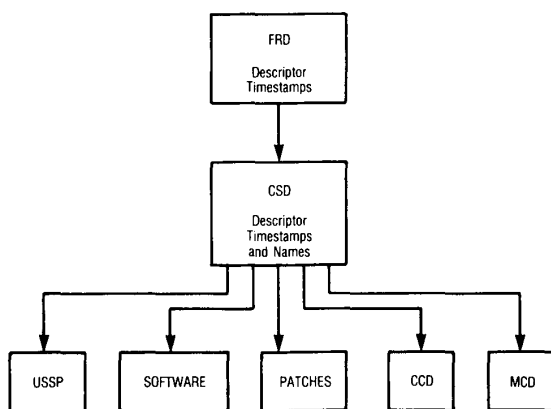 FRD
Descriptor
Timestamps
CSD
Descriptor
Timestamps
and Names
USSP
SOFTWARE
PATCHES
CCD
MCD